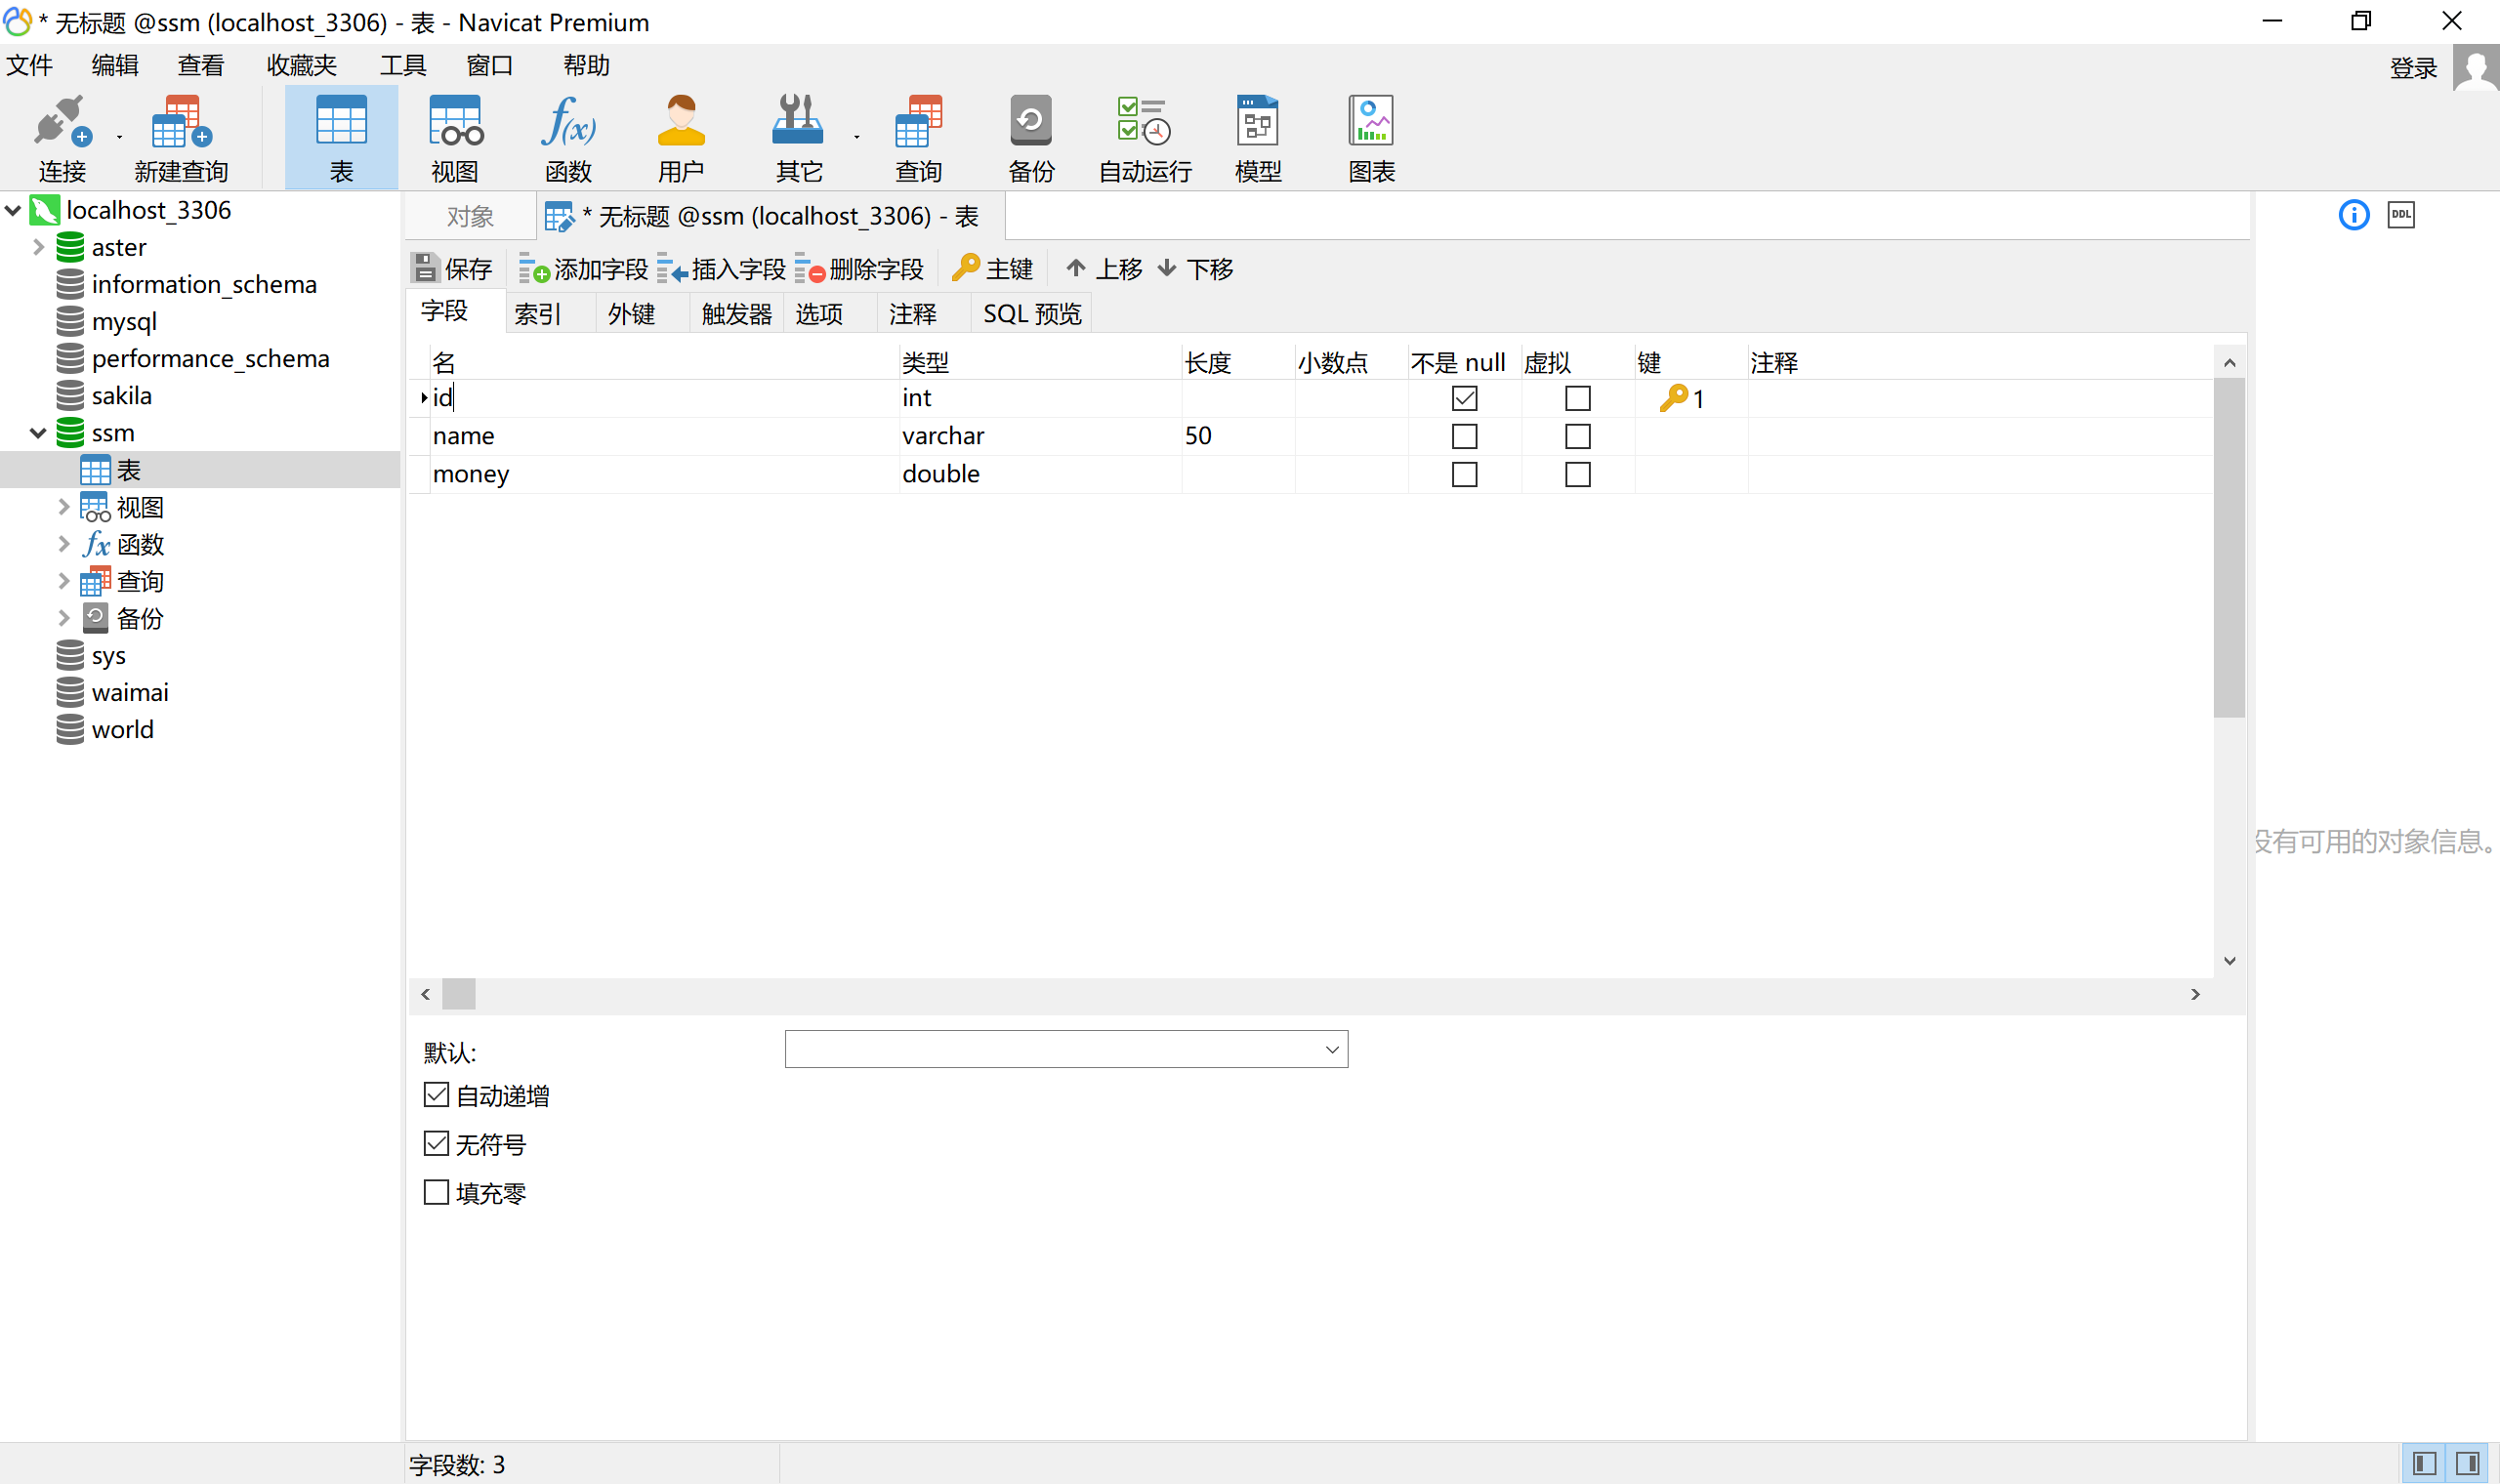 * 无标题 @ssm (localhost_3306) - 表 - Navicat Premium
文件 编辑 查看 收藏夹 工具 窗口 帮助 登录
连接 新建查询 表 视图 函数 用户 其它 查询 备份 自动运行 模型 图表
localhost_3306
aster
information_schema
mysql
performance_schema
sakila
ssm
表
视图
函数
查询
备份
sys
waimai
world
对象 * 无标题 @ssm (localhost_3306) - 表
DDL
保存 添加字段 插入字段 删除字段 主键 上移 下移
字段 索引 外键 触发器 选项 注释 SQL 预览
名 类型 长度 小数点 不是 null 虚拟 键 注释
id int 1
name varchar 50
money double
默认:
自动递增
无符号
填充零
没有可用的对象信息。
字段数: 3